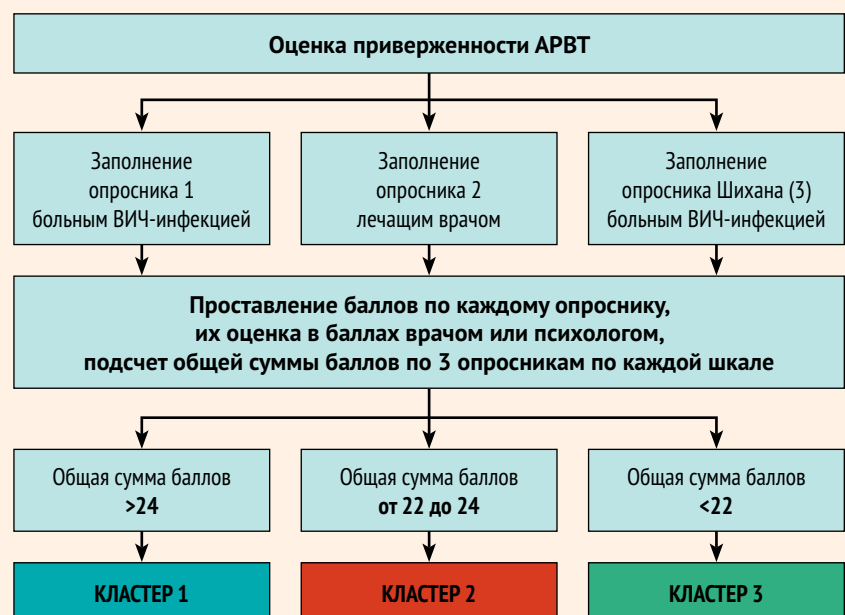 Оценка приверженности АРВТ
Заполнение
опросника 1
больным ВИЧ-инфекцией
Заполнение
опросника 2
лечащим врачом
Заполнение
опросника Шихана (3)
больным ВИЧ-инфекцией
Проставление баллов по каждому опроснику,
их оценка в баллах врачом или психологом,
подсчет общей суммы баллов по 3 опросникам по каждой шкале
Общая сумма баллов
>24
Общая сумма баллов
от 22 до 24
Общая сумма баллов
<22
КЛАСТЕР 1
КЛАСТЕР 2
КЛАСТЕР 3